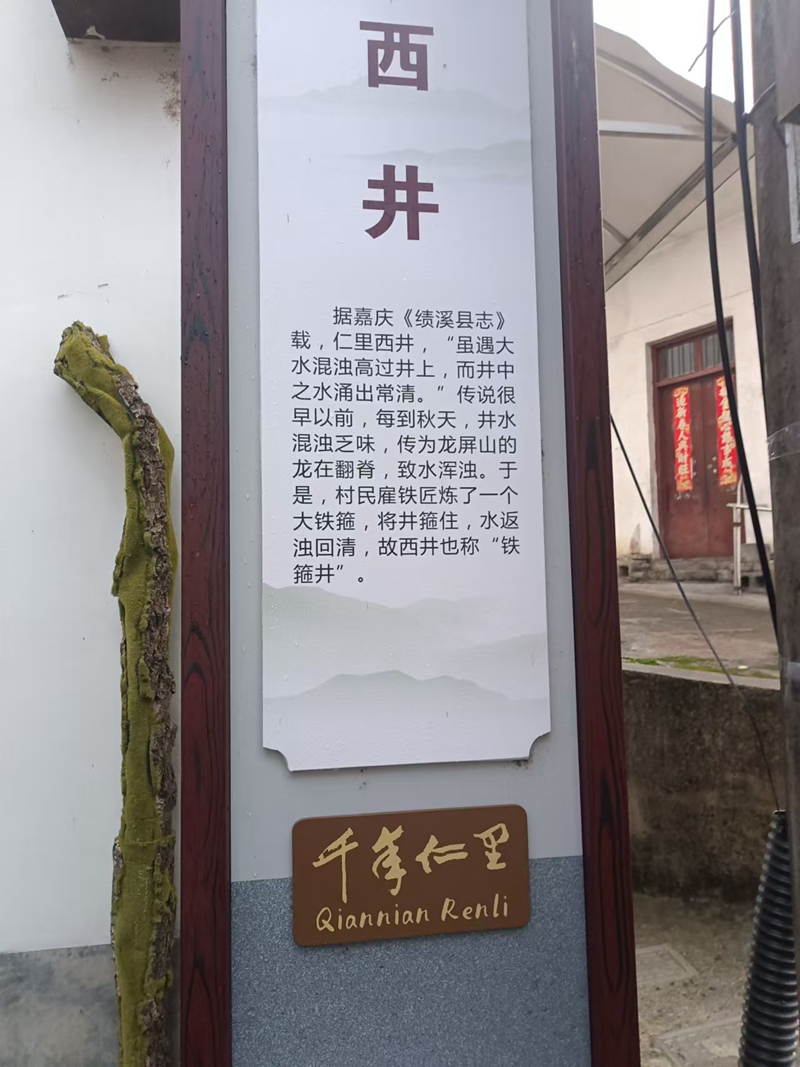 西
井
据嘉庆《绩溪县志》
载，仁里西井，“虽遇大
水混浊高过井上，而井中
之水涌出常清。”传说很
早以前，每到秋天，井水
混浊乏味，传为龙屏山的
龙在翻脊，致水浑浊。于
是，村民雇铁匠炼了一个
大铁箍，将井箍住，水返
浊回清，故西井也称“铁
箍井”。
千年仁里
Qiannian Renli